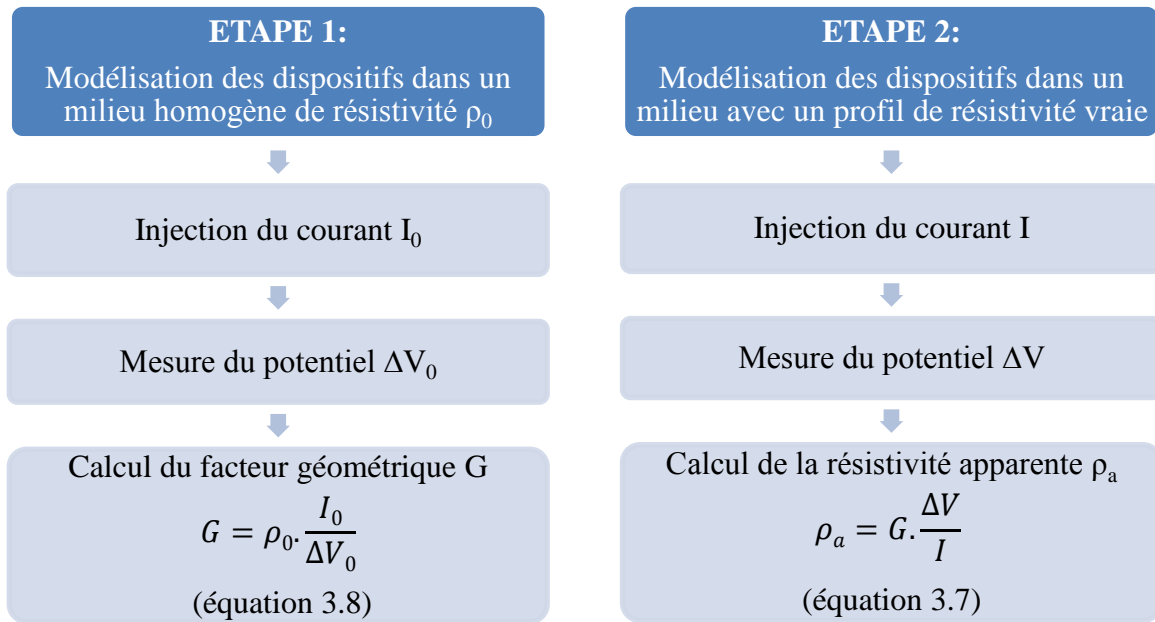 ETAPE 1:
Modélisation des dispositifs dans un
milieu homogène de résistivité ρ₀
Injection du courant I₀
Mesure du potentiel ΔV₀
Calcul du facteur géométrique G
G = ρ₀. I₀/ΔV₀
(équation 3.8)
ETAPE 2:
Modélisation des dispositifs dans un
milieu avec un profil de résistivité vraie
Injection du courant I
Mesure du potentiel ΔV
Calcul de la résistivité apparente ρₐ
ρₐ = G. ΔV/I
(équation 3.7)